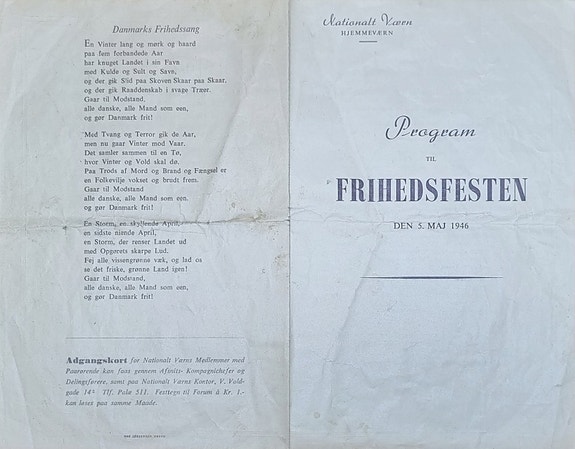 Danmarks Frihedssang
En Vinter lang og mørk og haard
paa fem forbandede Aar
har knuget Landet i sin Favn
med Kulde og Sult og Savn,
og der gik Slid paa Skoven Skaar paa Skaar,
og der gik Raaddenskab i svage Træer.
Gaar til Modstand,
alle danske, alle Mand som een,
og gør Danmark frit!
Med Tvang og Terror gik de Aar,
men nu gaar Vinter mod Vaar.
Det samler sammen til en Tø,
hvor Vinter og Vold skal dø.
Paa Trods af Mord og Brand og Fængsel er
en Folkevilje vokset og brudt frem.
Gaar til Modstand
alle danske, alle Mand som een.
og gør Danmark frit!
En Storm, en skyllende April,
en sidste niende April,
en Storm, der renser Landet ud
med Opgørets skarpe Lud.
Fej alle vissengrønne væk, og lad os
se det friske, grønne Land igen!
Gaar til Modstand,
alle danske, alle Mand som een,
og gør Danmark frit!
Adgangskort for Nationalt Værns Medlemmer med
Paarørende kan faas gennem Afsnits- Kompagnichefer og
Delingsførere, samt paa Nationalt Værns Kontor, V. Vold-
gade 14² Tlf. Palæ 511. Festtegn til Forum á Kr. 1.-
kan løses paa samme Maade.
Nationalt Værn
HJEMMEVÆRN
Program
TIL
FRIHEDSFESTEN
DEN 5. MAJ 1946